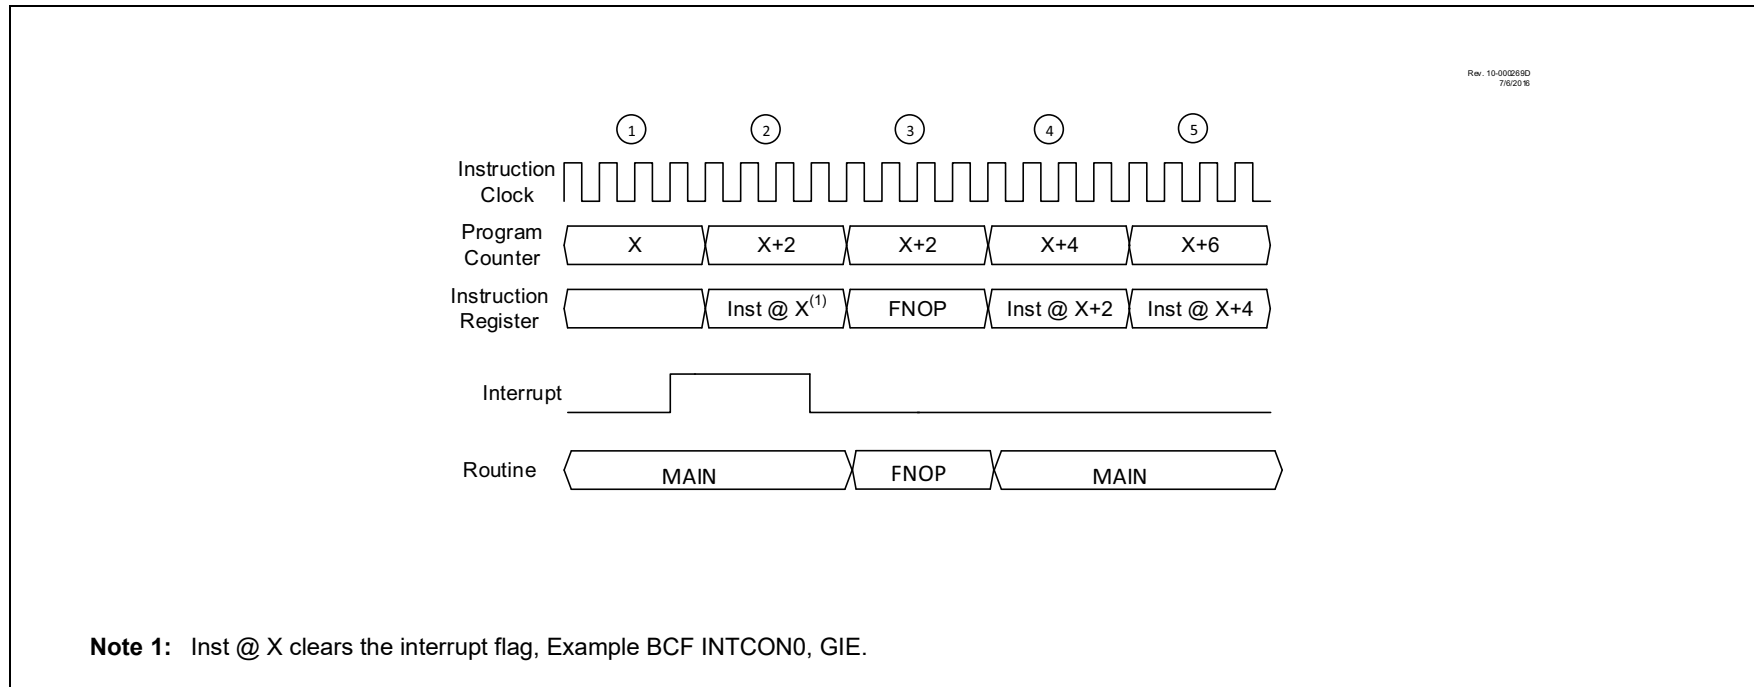 Rev. 10-000269D
7/6/2016
1 2 3 4 5
Instruction
Clock
Program
Counter
X X+2 X+2 X+4 X+6
Instruction
Register
Inst @ X(1) FNOP Inst @ X+2 Inst @ X+4
Interrupt
Routine
MAIN FNOP MAIN
Note 1: Inst @ X clears the interrupt flag, Example BCF INTCON0, GIE.